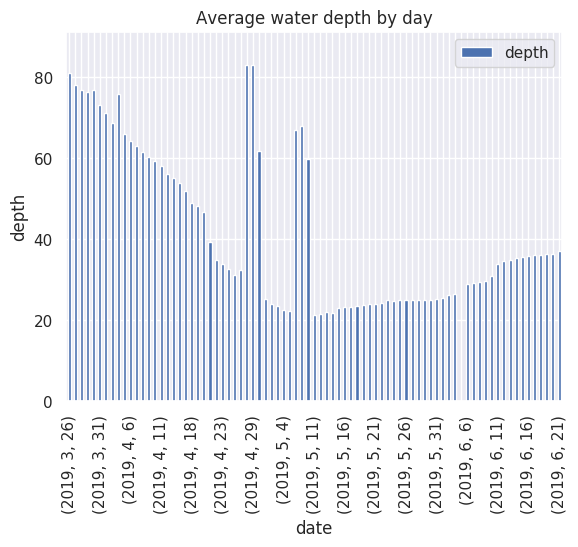 Average water depth by day
depth
depth
80
60
40
20
0
(2019, 3, 26)
(2019, 3, 31)
(2019, 4, 6)
(2019, 4, 11)
(2019, 4, 18)
(2019, 4, 23)
(2019, 4, 29)
(2019, 5, 4)
(2019, 5, 11)
(2019, 5, 16)
(2019, 5, 21)
(2019, 5, 26)
(2019, 5, 31)
(2019, 6, 6)
(2019, 6, 11)
(2019, 6, 16)
(2019, 6, 21)
date